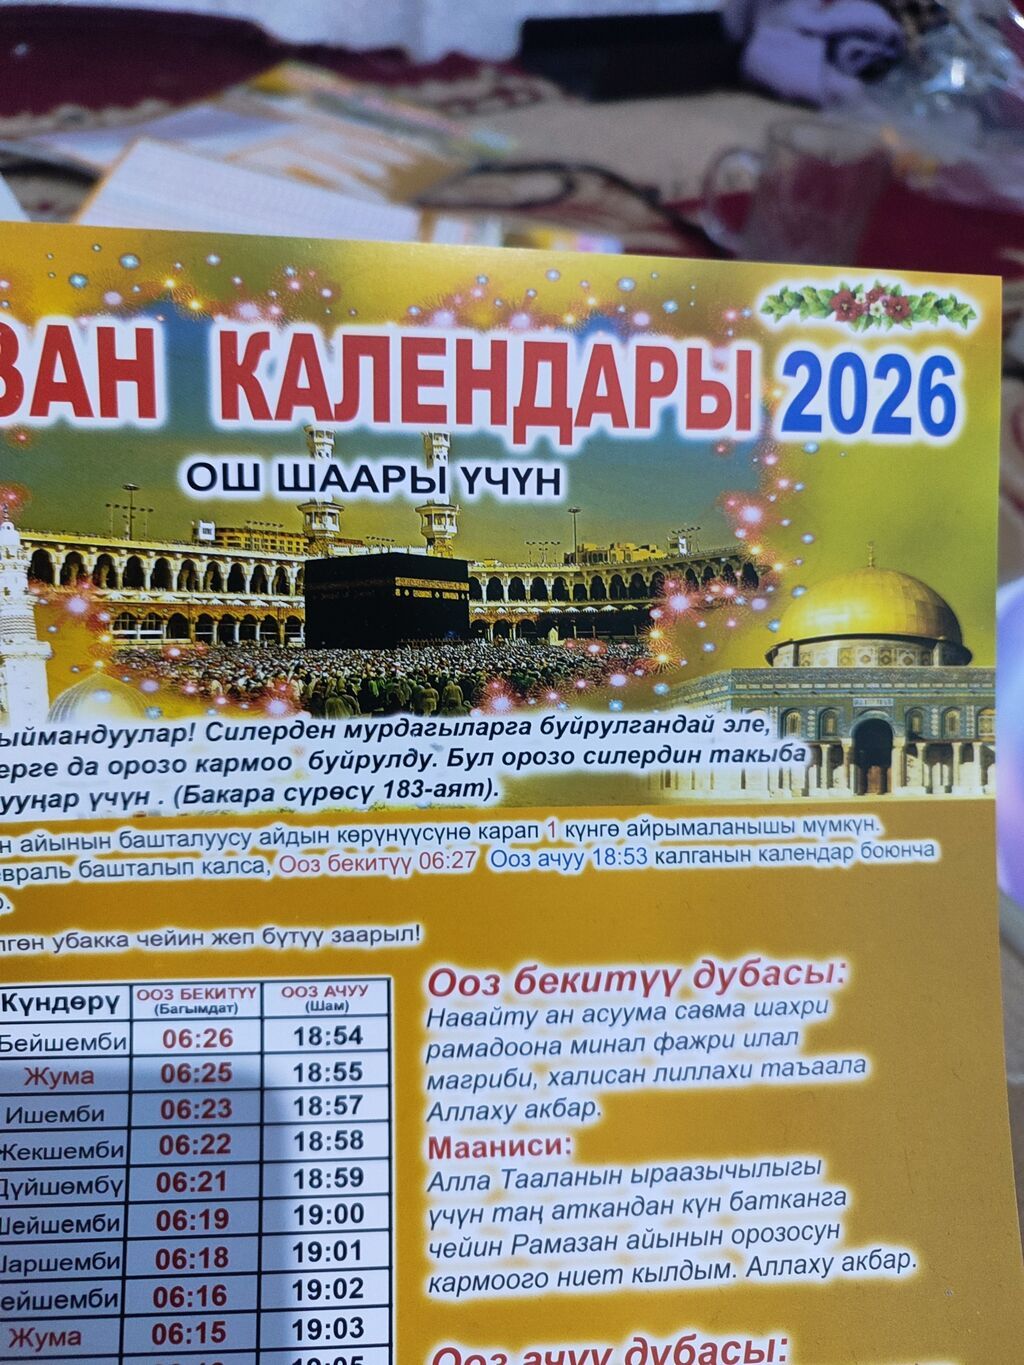 ЗАН КАЛЕНДАРЫ 2026
ОШ ШААРЫ ҮЧҮН
ыймандуулар! Силерден мурдагыларга буйрулгандай эле,
ерге да орозо кармоо буйрулду. Бул орозо силердин такыба
ууңар үчүн . (Бакара сүрөсү 183-аят).
н айынын башталуусу айдын көрүнүүсүнө карап 1 күнгө айрымаланышы мүмкүн.
враль башталып калса, Ооз бекитүү 06:27 Ооз ачуу 18:53 калганын календар боюнча
р.
лгөн убакка чейин жеп бүтүү заарыл!
Күндөрү ООЗ БЕКИТҮҮ (Багымдат) ООЗ АЧУУ (Шам)
Бейшемби 06:26 18:54
Жума 06:25 18:55
Ишемби 06:23 18:57
Жекшемби 06:22 18:58
Дүйшөмбү 06:21 18:59
Шейшемби 06:19 19:00
Шаршемби 06:18 19:01
ейшемби 06:16 19:02
Жума 06:15 19:03
19:05
Ооз бекитүү дубасы:
Навайту ан асуума савма шахри
рамадоона минал фажри илал
магриби, халисан лиллахи таъаала
Аллаху акбар.
Мааниси:
Алла Тааланын ыраазычылыгы
үчүн таң аткандан күн батканга
чейин Рамазан айынын орозосун
кармоого ниет кылдым. Аллаху акбар.
Ооз ачуу дубасы: